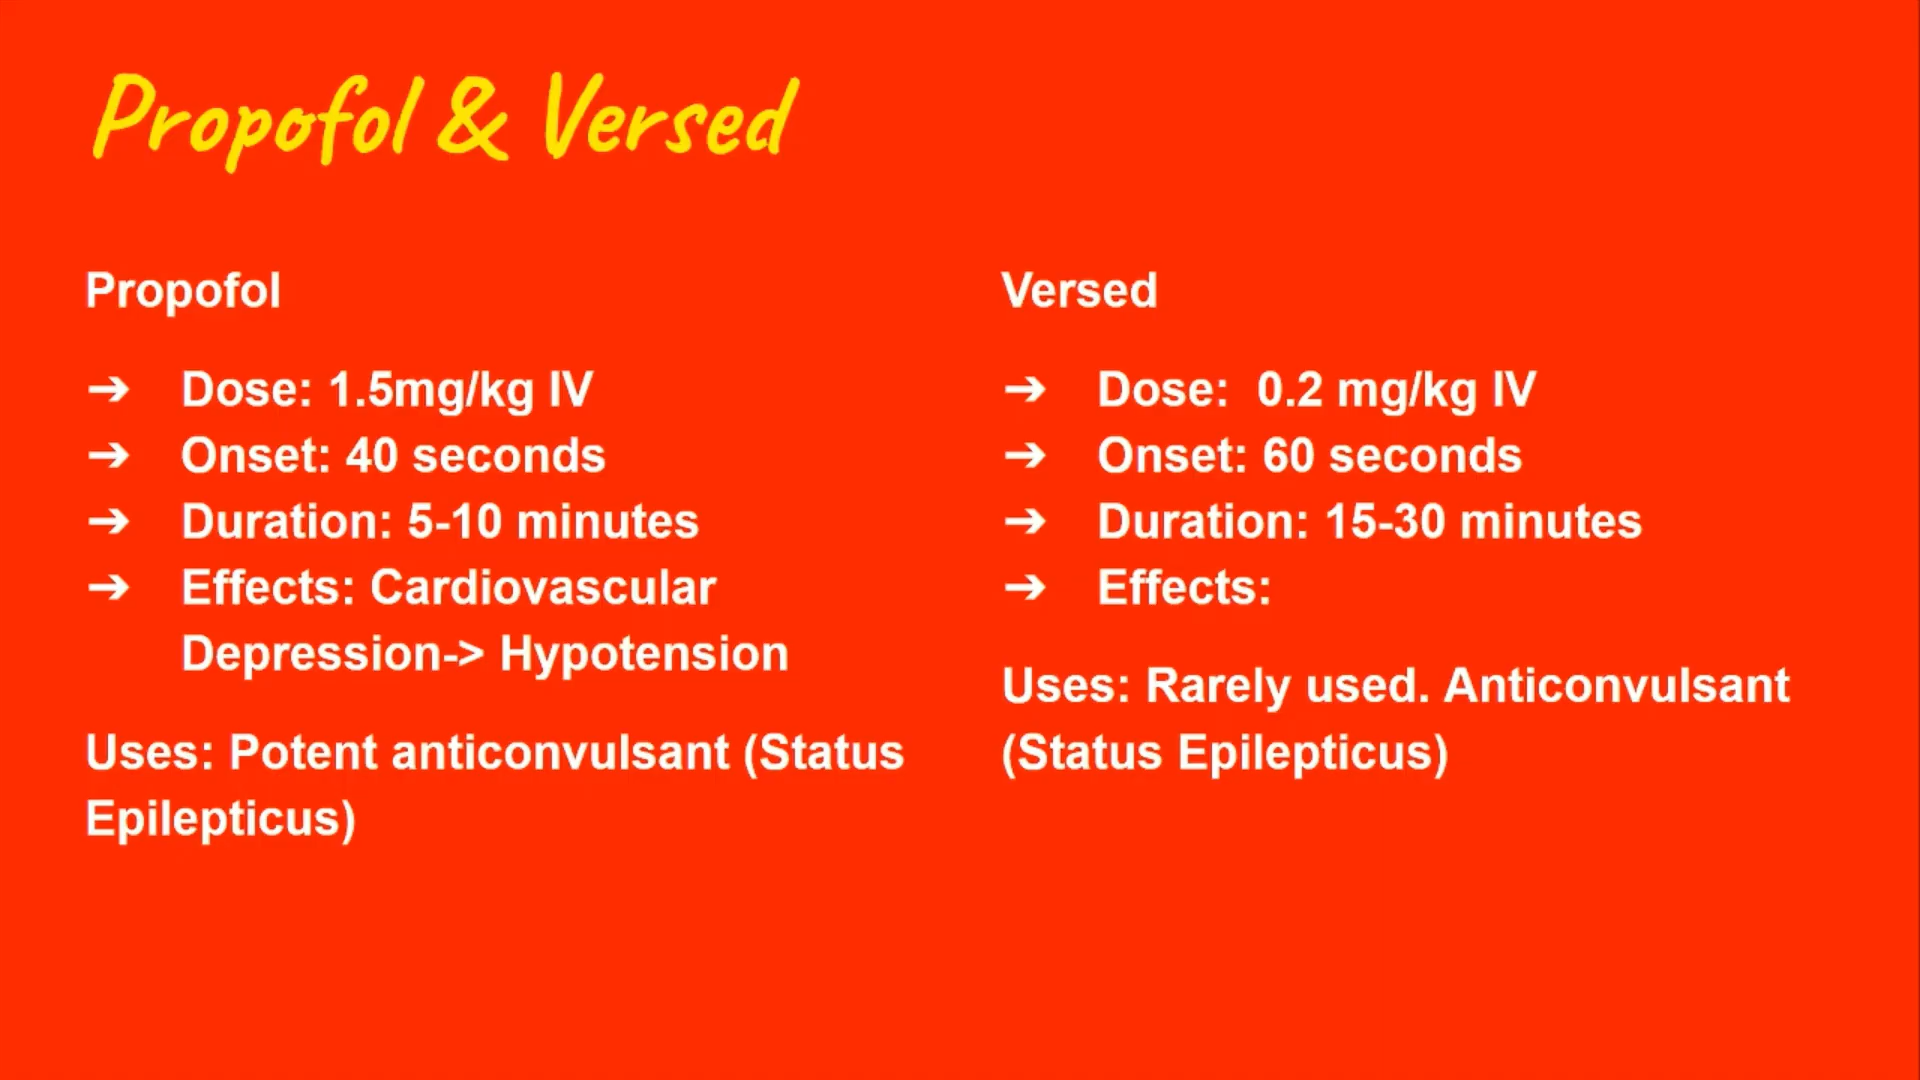 Propofol & Versed
Propofol
➔ Dose: 1.5mg/kg IV
➔ Onset: 40 seconds
➔ Duration: 5-10 minutes
➔ Effects: Cardiovascular
Depression-> Hypotension
Uses: Potent anticonvulsant (Status
Epilepticus)
Versed
➔ Dose:  0.2 mg/kg IV
➔ Onset: 60 seconds
➔ Duration: 15-30 minutes
➔ Effects:
Uses: Rarely used. Anticonvulsant
(Status Epilepticus)